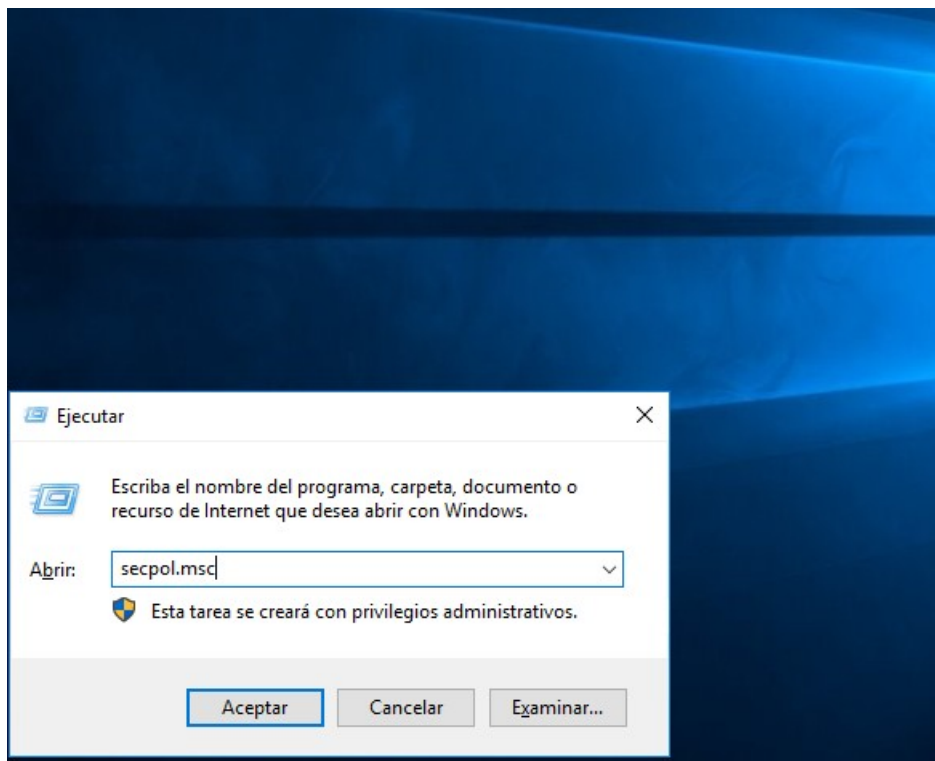 Ejecutar
Escriba el nombre del programa, carpeta, documento o
recurso de Internet que desea abrir con Windows.
Abrir: secpol.msc
Esta tarea se creará con privilegios administrativos.
Aceptar Cancelar Examinar...